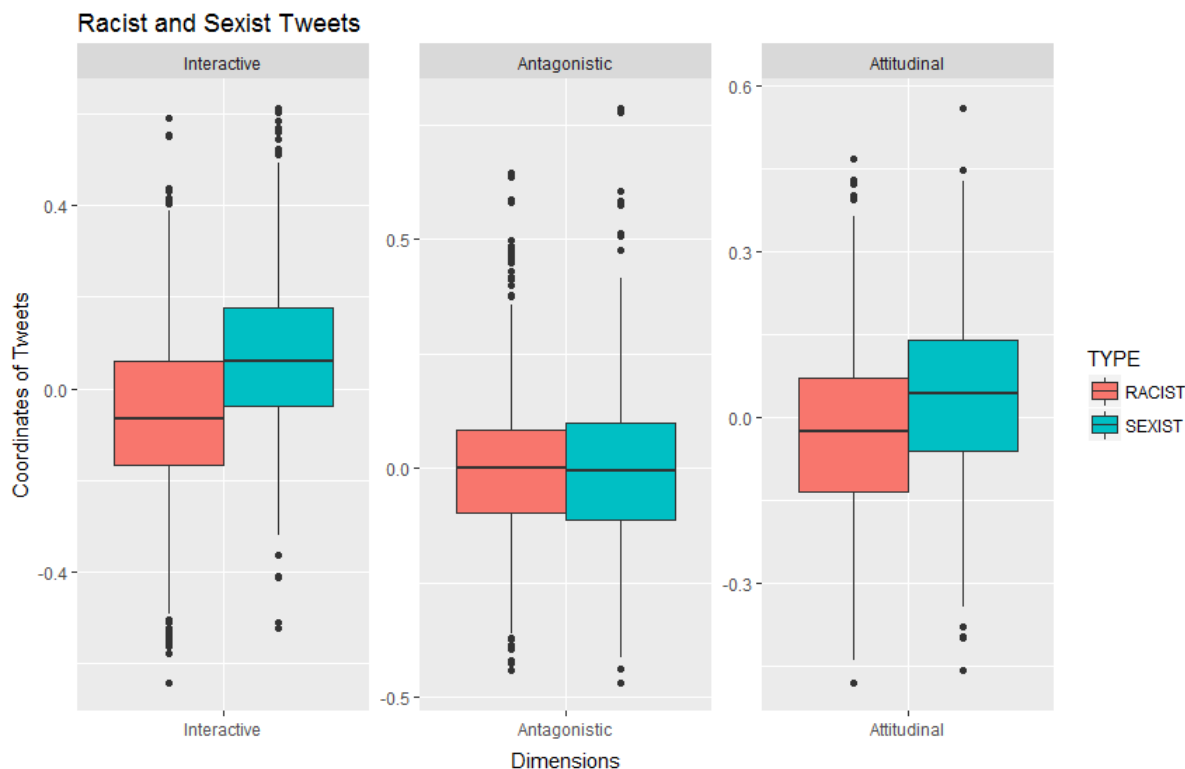 Racist and Sexist Tweets
Interactive
Antagonistic
Attitudinal
Coordinates of Tweets
0.4
0.0
-0.4
0.5
0.0
-0.5
0.6
0.3
0.0
-0.3
Interactive
Antagonistic
Attitudinal
Dimensions
TYPE
RACIST
SEXIST